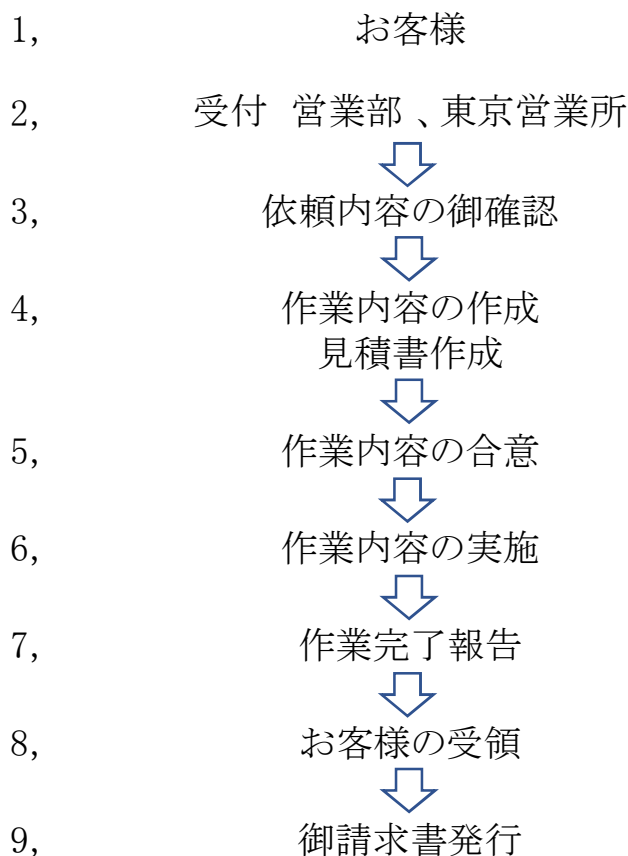 1, お客様
2, 受付 営業部 、東京営業所
3, 依頼内容の御確認
4, 作業内容の作成
見積書作成
5, 作業内容の合意
6, 作業内容の実施
7, 作業完了報告
8, お客様の受領
9, 御請求書発行